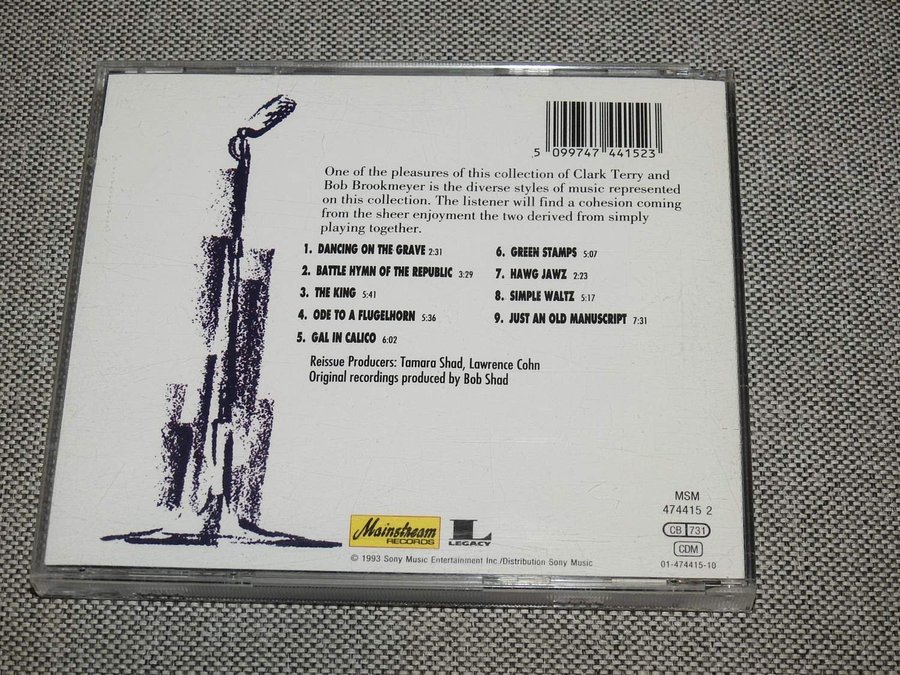 5 099747 441523
One of the pleasures of this collection of Clark Terry and
Bob Brookmeyer is the diverse styles of music represented
on this collection. The listener will find a cohesion coming
from the sheer enjoyment the two derived from simply
playing together.
1. DANCING ON THE GRAVE 2:31
2. BATTLE HYMN OF THE REPUBLIC 3:29
3. THE KING 5:41
4. ODE TO A FLUGELHORN 5:36
5. GAL IN CALICO 6:02
6. GREEN STAMPS 5:07
7. HAWG JAWZ 2:23
8. SIMPLE WALTZ 5:17
9. JUST AN OLD MANUSCRIPT 7:31
Reissue Producers: Tamara Shad, Lawrence Cohn
Original recordings produced by Bob Shad
Mainstream
RECORDS
L
LEGACY
© 1993 Sony Music Entertainment Inc./Distribution Sony Music
MSM
474415 2
CB 731
CDM
01-474415-10